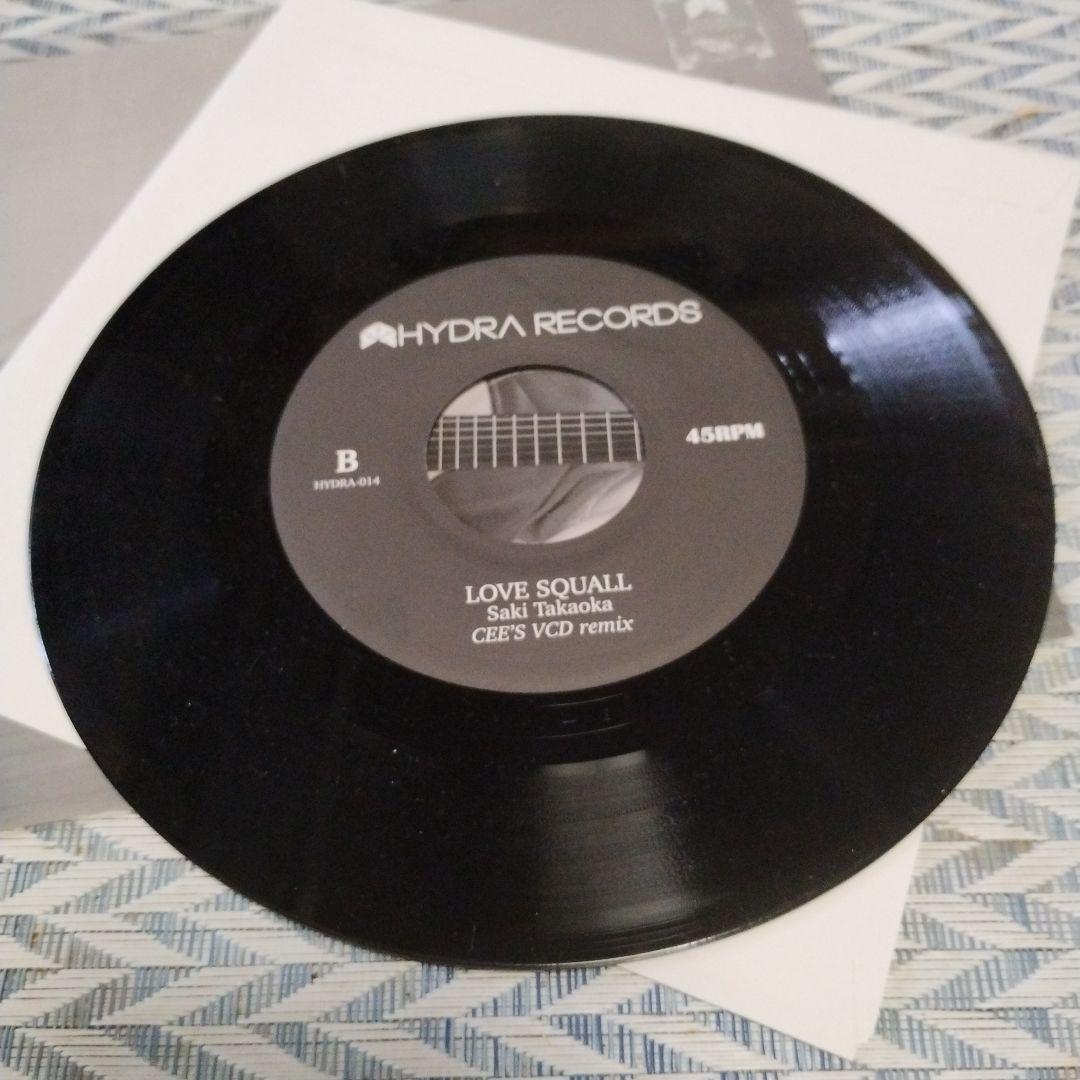 HYDRA RECORDS
B
HYDRA-014
45RPM
LOVE SQUALL
Saki Takaoka
CEE'S VCD remix